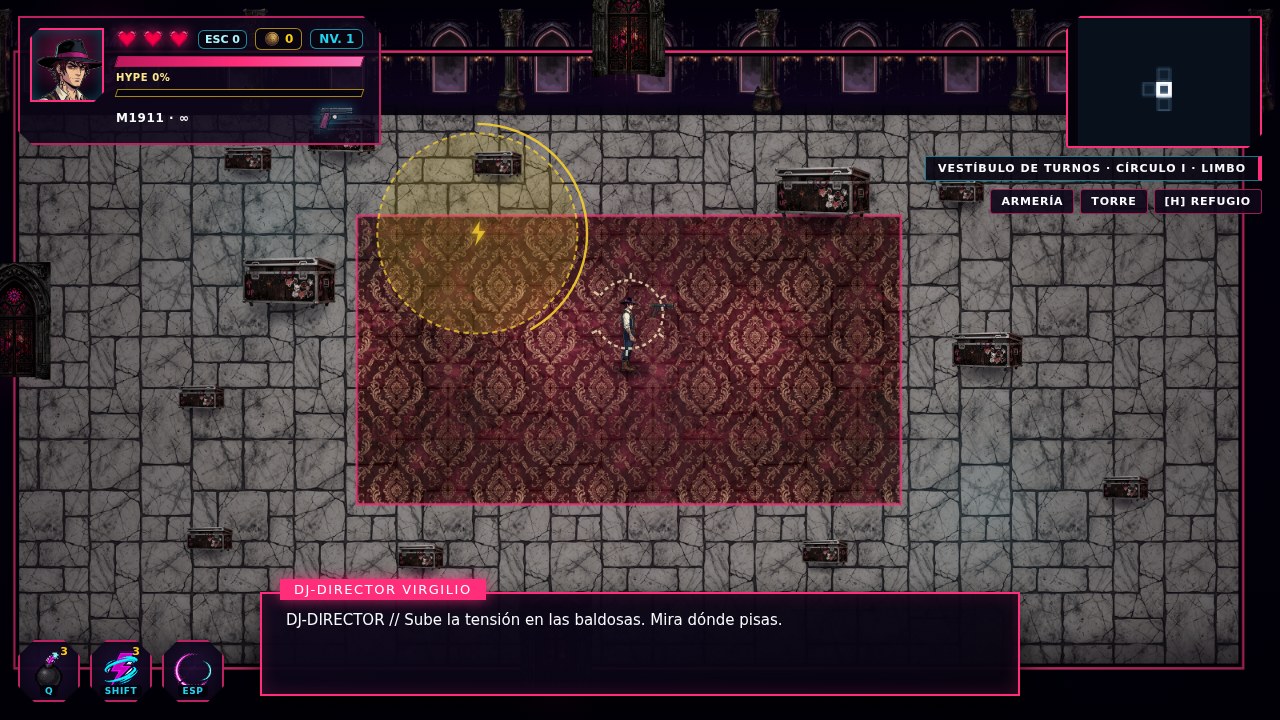 ESC 0
0
NV. 1
HYPE 0%
M1911 · ∞
VESTÍBULO DE TURNOS · CÍRCULO I · LIMBO
ARMERÍA
TORRE
[H] REFUGIO
DJ-DIRECTOR VIRGILIO
DJ-DIRECTOR // Sube la tensión en las baldosas. Mira dónde pisas.
3
Q
3
SHIFT
ESP